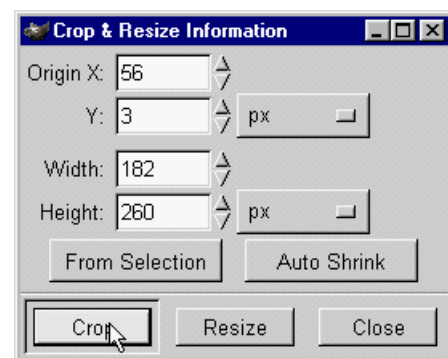 Crop & Resize Information
Origin X: 56
Y: 3 px
Width: 182
Height: 260 px
From Selection Auto Shrink
Crop Resize Close